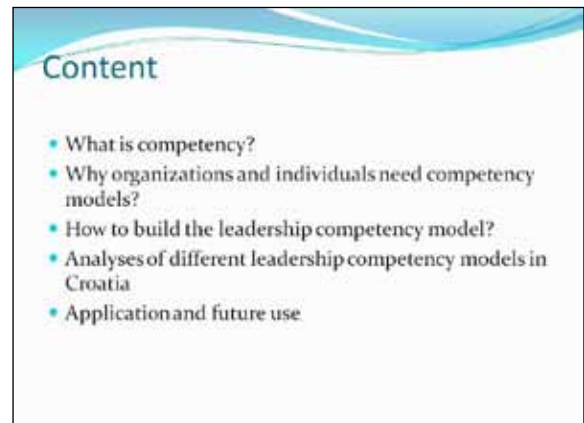 Content
• What is competency?
• Why organizations and individuals need competency
models?
• How to build the leadership competency model?
• Analyses of different leadership competency models in
Croatia
• Application and future use